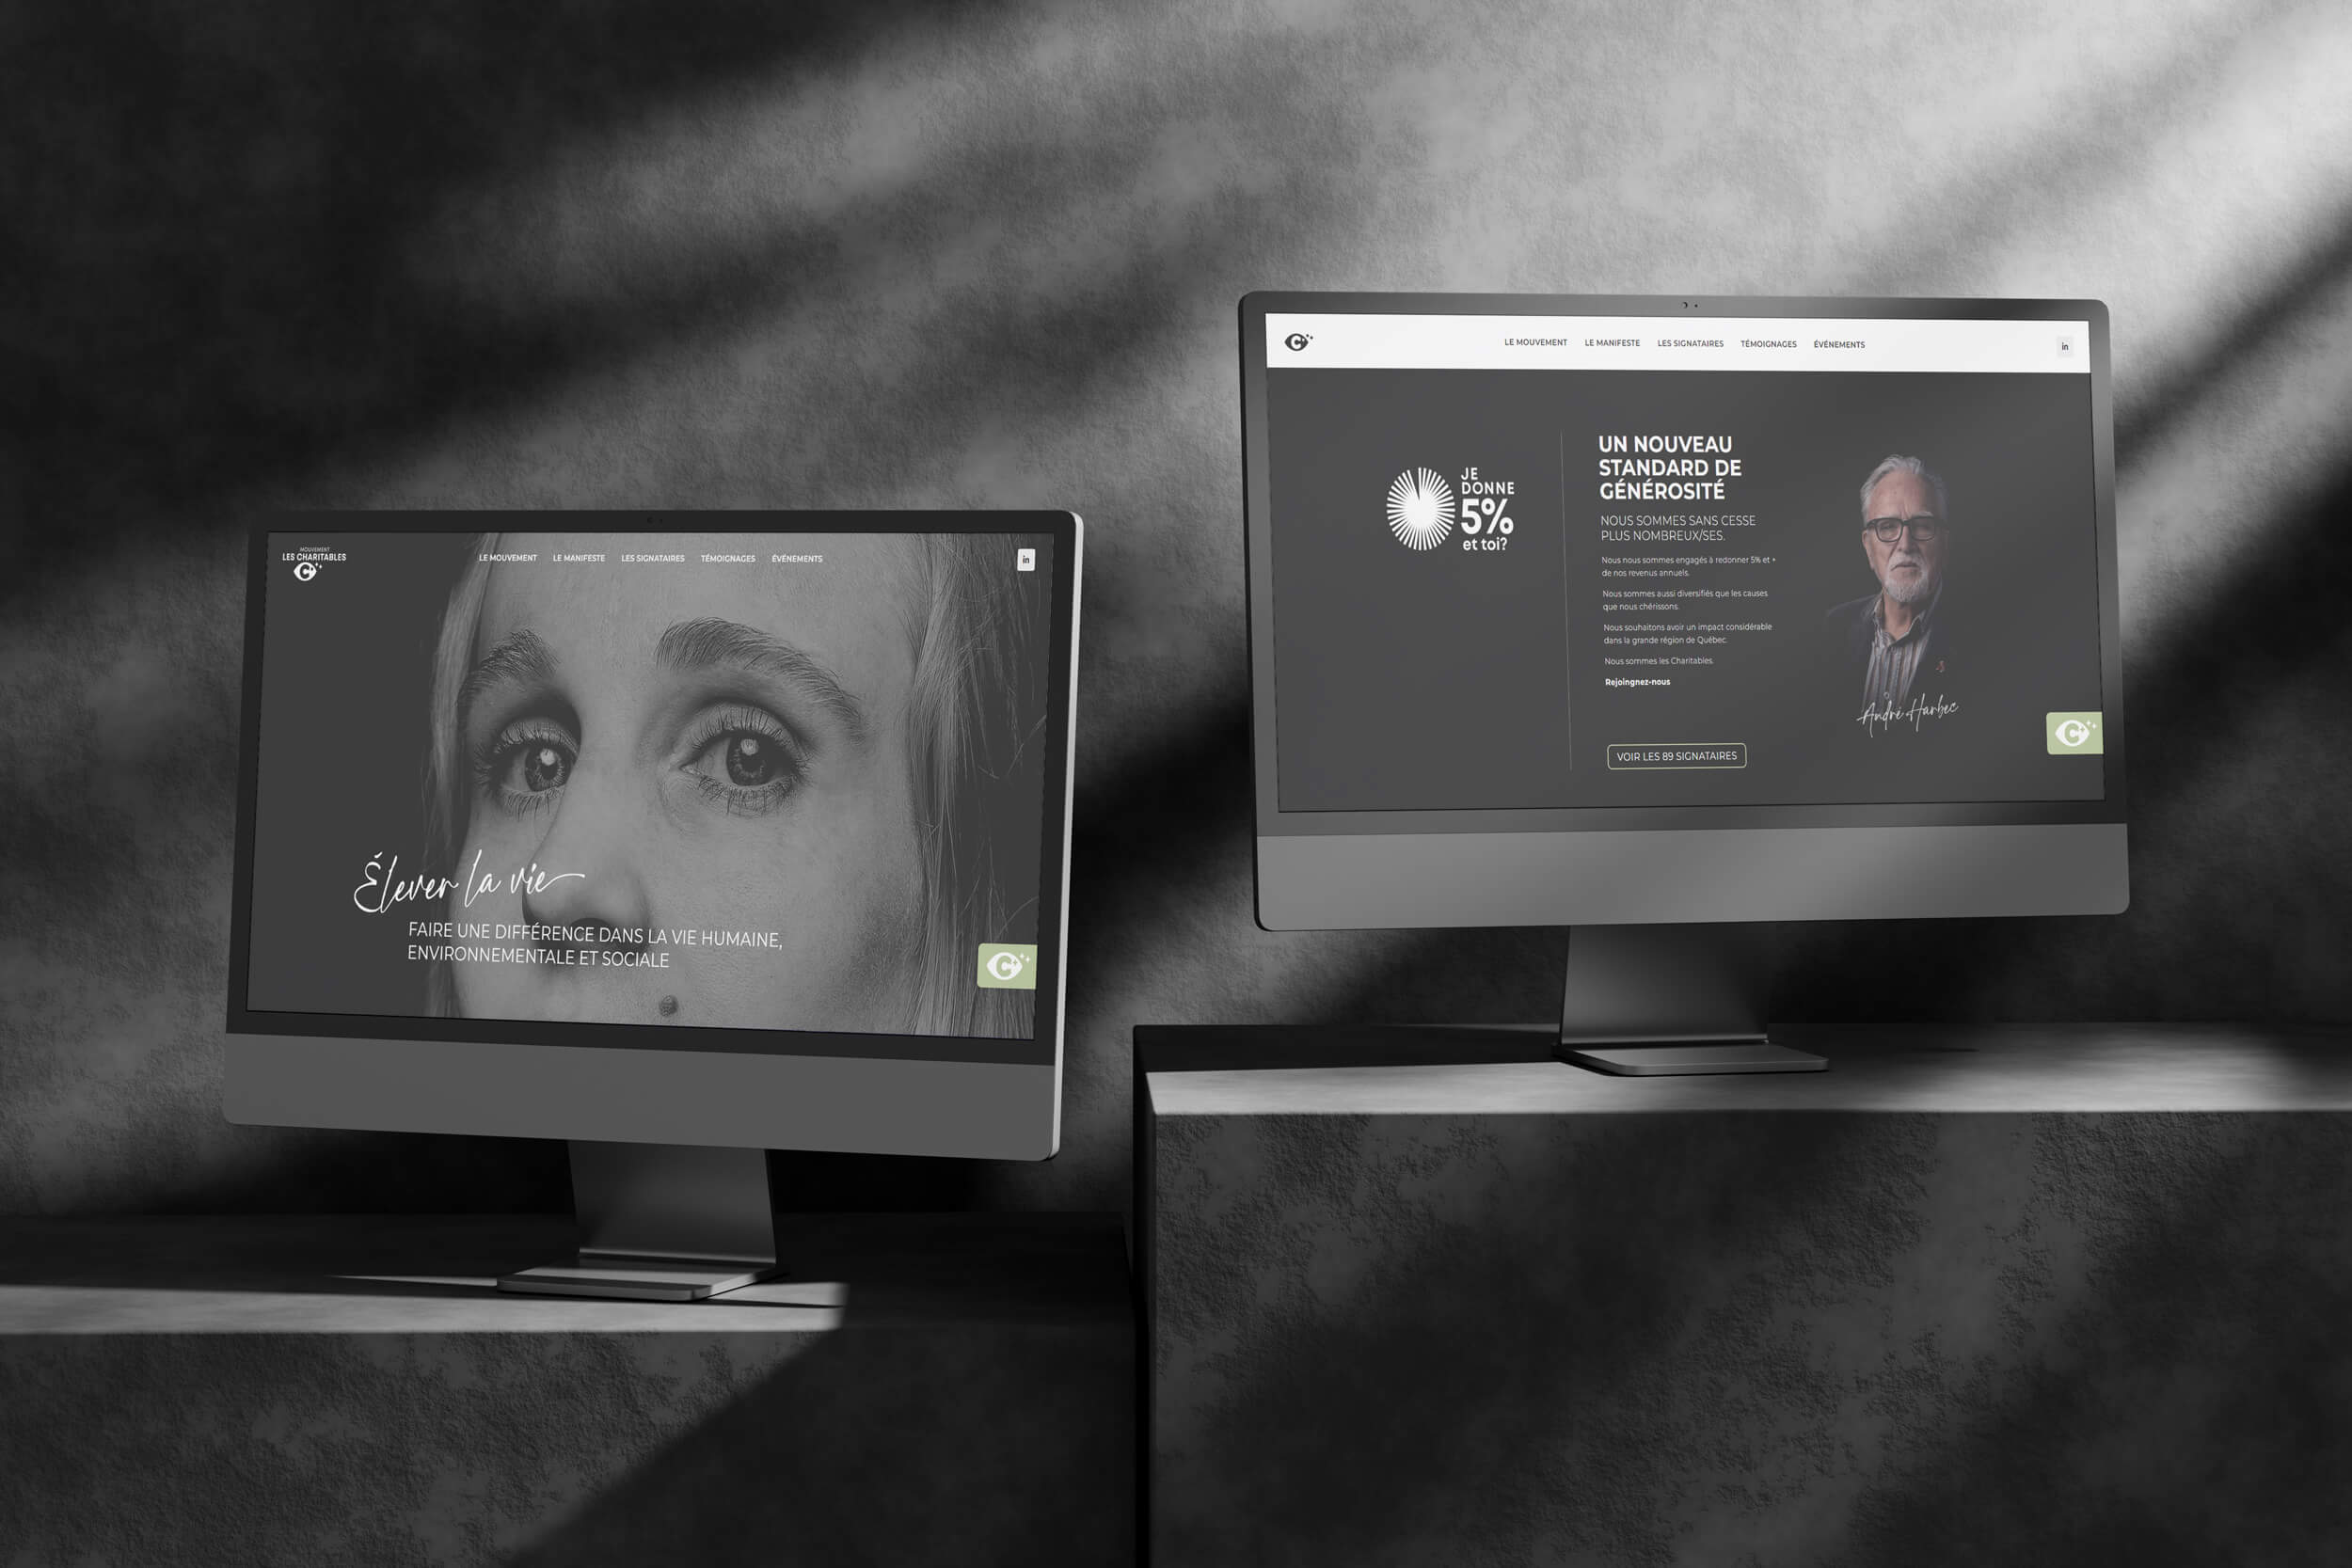 MOUVEMENT
LES CHARITABLES
C
LE MOUVEMENT
LE MANIFESTE
LES SIGNATAIRES
TÉMOIGNAGES
ÉVÉNEMENTS
in
Élever la vie
FAIRE UNE DIFFÉRENCE DANS LA VIE HUMAINE,
ENVIRONNEMENTALE ET SOCIALE
C
C
LE MOUVEMENT
LE MANIFESTE
LES SIGNATAIRES
TÉMOIGNAGES
ÉVÉNEMENTS
in
JE
DONNE
5%
et toi?
UN NOUVEAU
STANDARD DE
GÉNÉROSITÉ
NOUS SOMMES SANS CESSE
PLUS NOMBREUX/SES.
Nous nous sommes engagés à redonner 5% et +
de nos revenus annuels.
Nous sommes aussi diversifiés que les causes
que nous chérissons.
Nous souhaitons avoir un impact considérable
dans la grande région de Québec.
Nous sommes les Charitables.
Rejoingnez-nous
VOIR LES 89 SIGNATAIRES
André Harbec
C